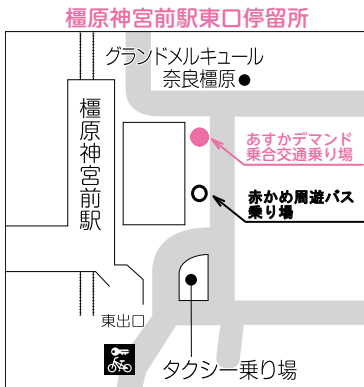 橿原神宮前駅東口停留所
グランドメルキュール
奈良橿原
橿原神宮前駅
あすかデマンド
乗合交通乗り場
赤かめ周遊バス
乗り場
東出口
タクシー乗り場